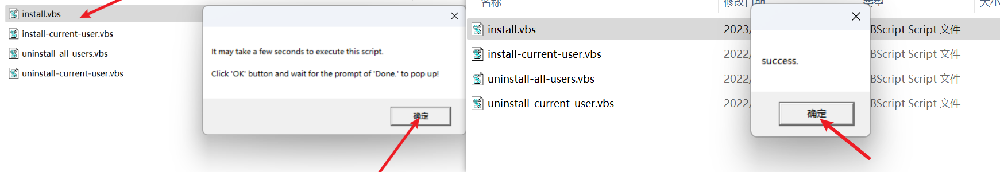 install.vbs
install-current-user.vbs
uninstall-all-users.vbs
uninstall-current-user.vbs
It may take a few seconds to execute this script.
Click 'OK' button and wait for the prompt of 'Done.' to pop up!
确定
名称 修改日期 类型 大小
install.vbs 2023/ BScript Script 文件
install-current-user.vbs 2022/ BScript Script 文件
uninstall-all-users.vbs 2022/ BScript Script 文件
uninstall-current-user.vbs 2022/ BScript Script 文件
success.
确定